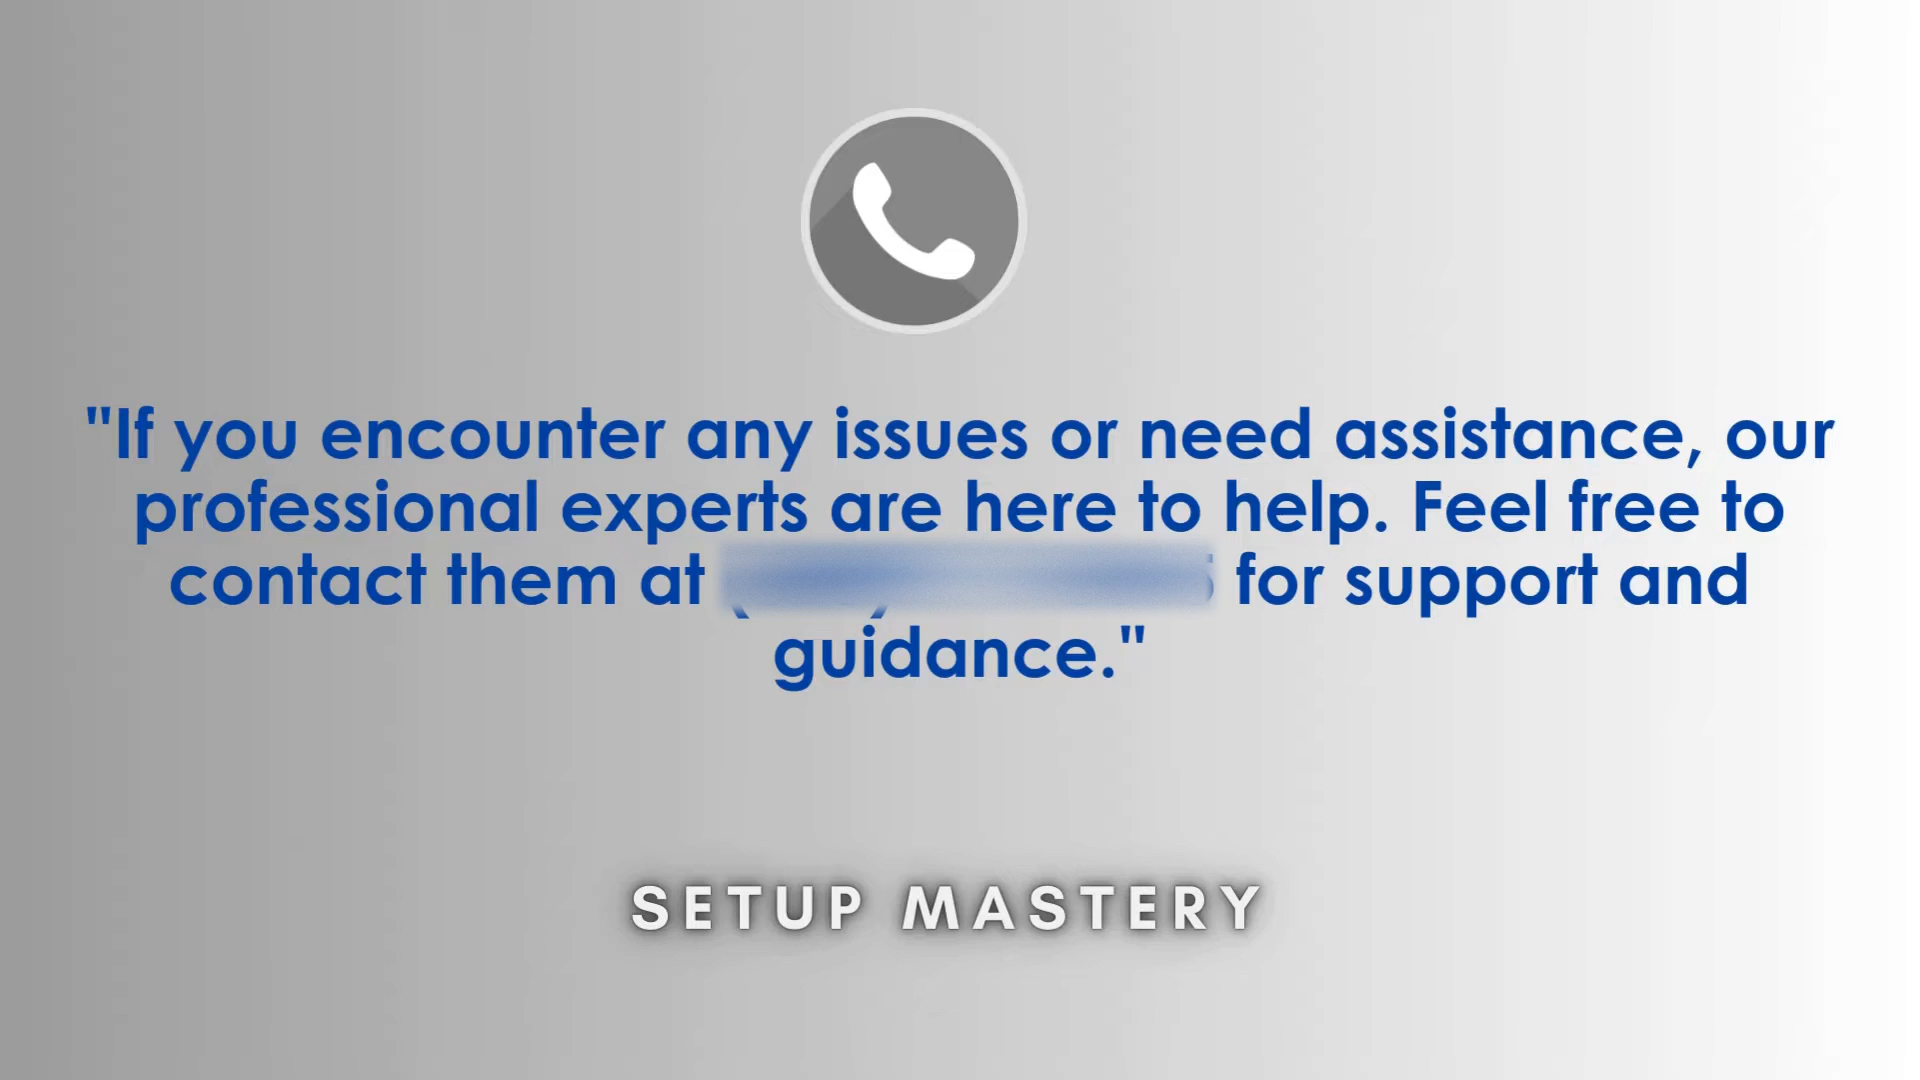 "If you encounter any issues or need assistance, our
professional experts are here to help. Feel free to
contact them at for support and
guidance."
SETUP MASTERY